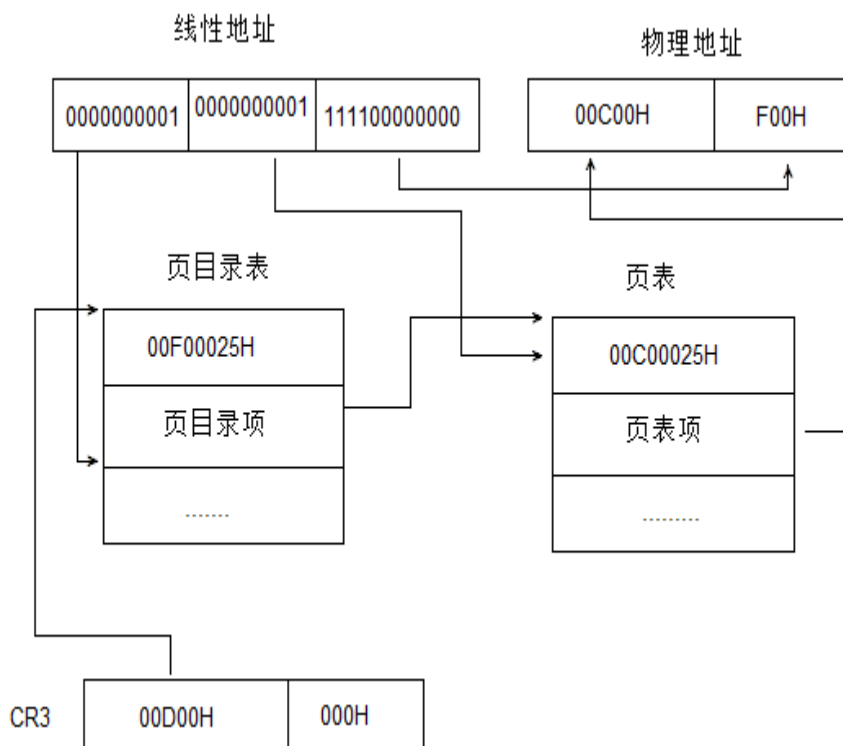 线性地址
物理地址
0000000001 0000000001 111100000000
00C00H F00H
页目录表
页表
00F00025H
00C00025H
页目录项
页表项
.......
.........
CR3 00D00H 000H